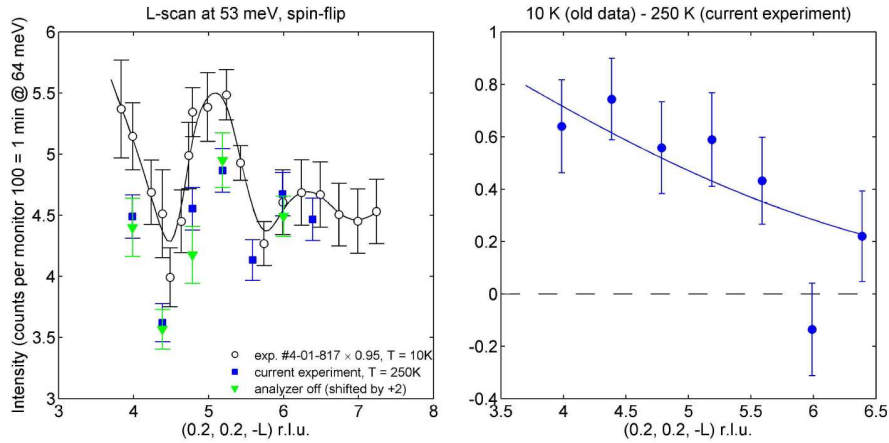 L-scan at 53 meV, spin-flip
Intensity (counts per monitor 100 = 1 min @ 64 meV)
6
5.5
5
4.5
4
3.5
3
exp. #4-01-817 × 0.95, T = 10K
current experiment, T = 250K
analyzer off (shifted by +2)
3 4 5 6 7 8
(0.2, 0.2, -L) r.l.u.
10 K (old data) - 250 K (current experiment)
1
0.8
0.6
0.4
0.2
0
-0.2
-0.4
3.5 4 4.5 5 5.5 6 6.5
(0.2, 0.2, -L) r.l.u.